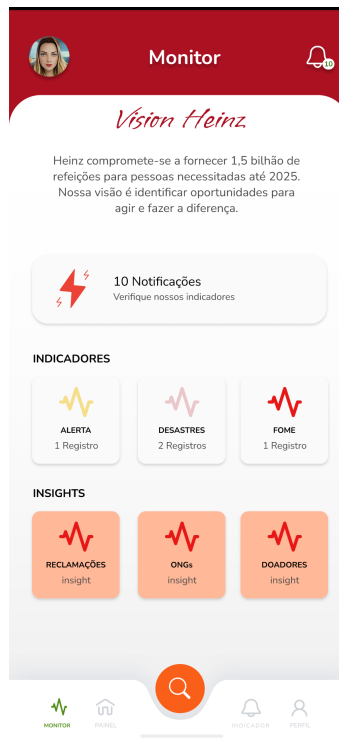 Monitor
10
Vision Heinz
Heinz compromete-se a fornecer 1,5 bilhão de
refeições para pessoas necessitadas até 2025.
Nossa visão é identificar oportunidades para
agir e fazer a diferença.
10 Notificações
Verifique nossos indicadores
INDICADORES
ALERTA
1 Registro
DESASTRES
2 Registros
FOME
1 Registro
INSIGHTS
RECLAMAÇÕES
insight
ONGs
insight
DOADORES
insight
MONITOR
PAINEL
INDICADOR
PERFIL